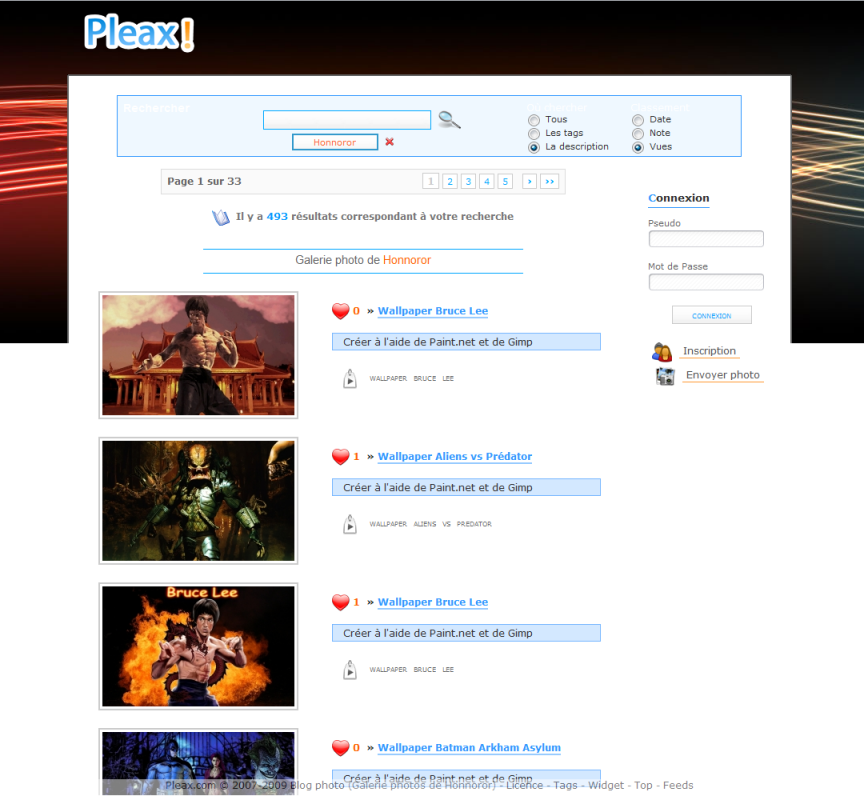 Pleax!
Rechercher
Tous
Date
Les tags
Note
Honnoror
La description
Vues
Page 1 sur 33
1 2 3 4 5 › ››
Connexion
Il y a 493 résultats correspondant à votre recherche
Pseudo
Galerie photo de Honnoror
Mot de Passe
CONNEXION
Inscription
Envoyer photo
0 » Wallpaper Bruce Lee
Créer à l'aide de Paint.net et de Gimp
WALLPAPER BRUCE LEE
1 » Wallpaper Aliens vs Prédator
Créer à l'aide de Paint.net et de Gimp
WALLPAPER ALIENS VS PREDATOR
Bruce Lee
1 » Wallpaper Bruce Lee
Créer à l'aide de Paint.net et de Gimp
WALLPAPER BRUCE LEE
0 » Wallpaper Batman Arkham Asylum
Créer à l'aide de Paint.net et de Gimp
Pleax.com © 2007-2009 Blog photo (Galerie photos de Honnoror) - Licence - Tags - Widget - Top - Feeds